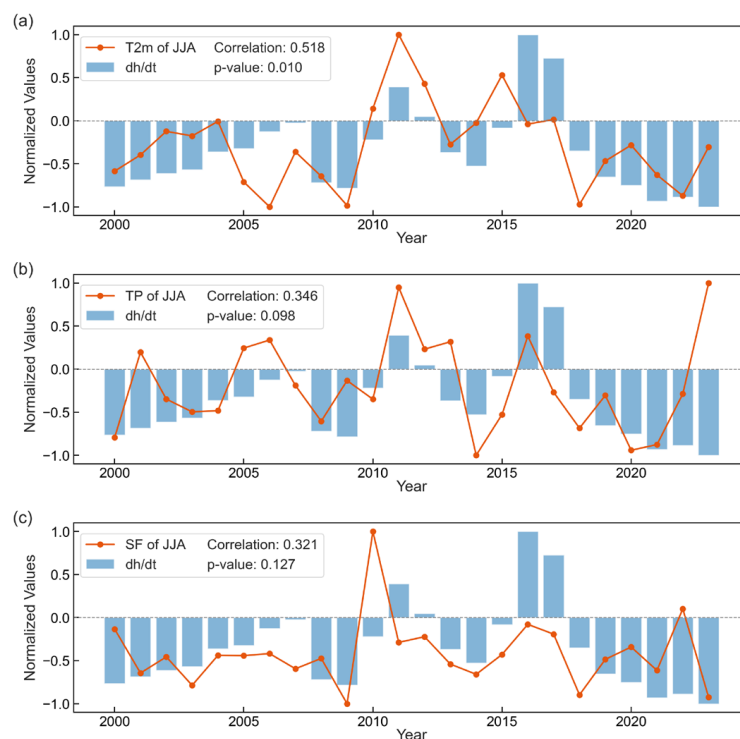 (a)
T2m of JJA Correlation: 0.518
dh/dt p-value: 0.010
Normalized Values
1.0
0.5
0.0
−0.5
−1.0
2000 2005 2010 2015 2020
Year
(b)
TP of JJA Correlation: 0.346
dh/dt p-value: 0.098
Normalized Values
1.0
0.5
0.0
−0.5
−1.0
2000 2005 2010 2015 2020
Year
(c)
SF of JJA Correlation: 0.321
dh/dt p-value: 0.127
Normalized Values
1.0
0.5
0.0
−0.5
−1.0
2000 2005 2010 2015 2020
Year